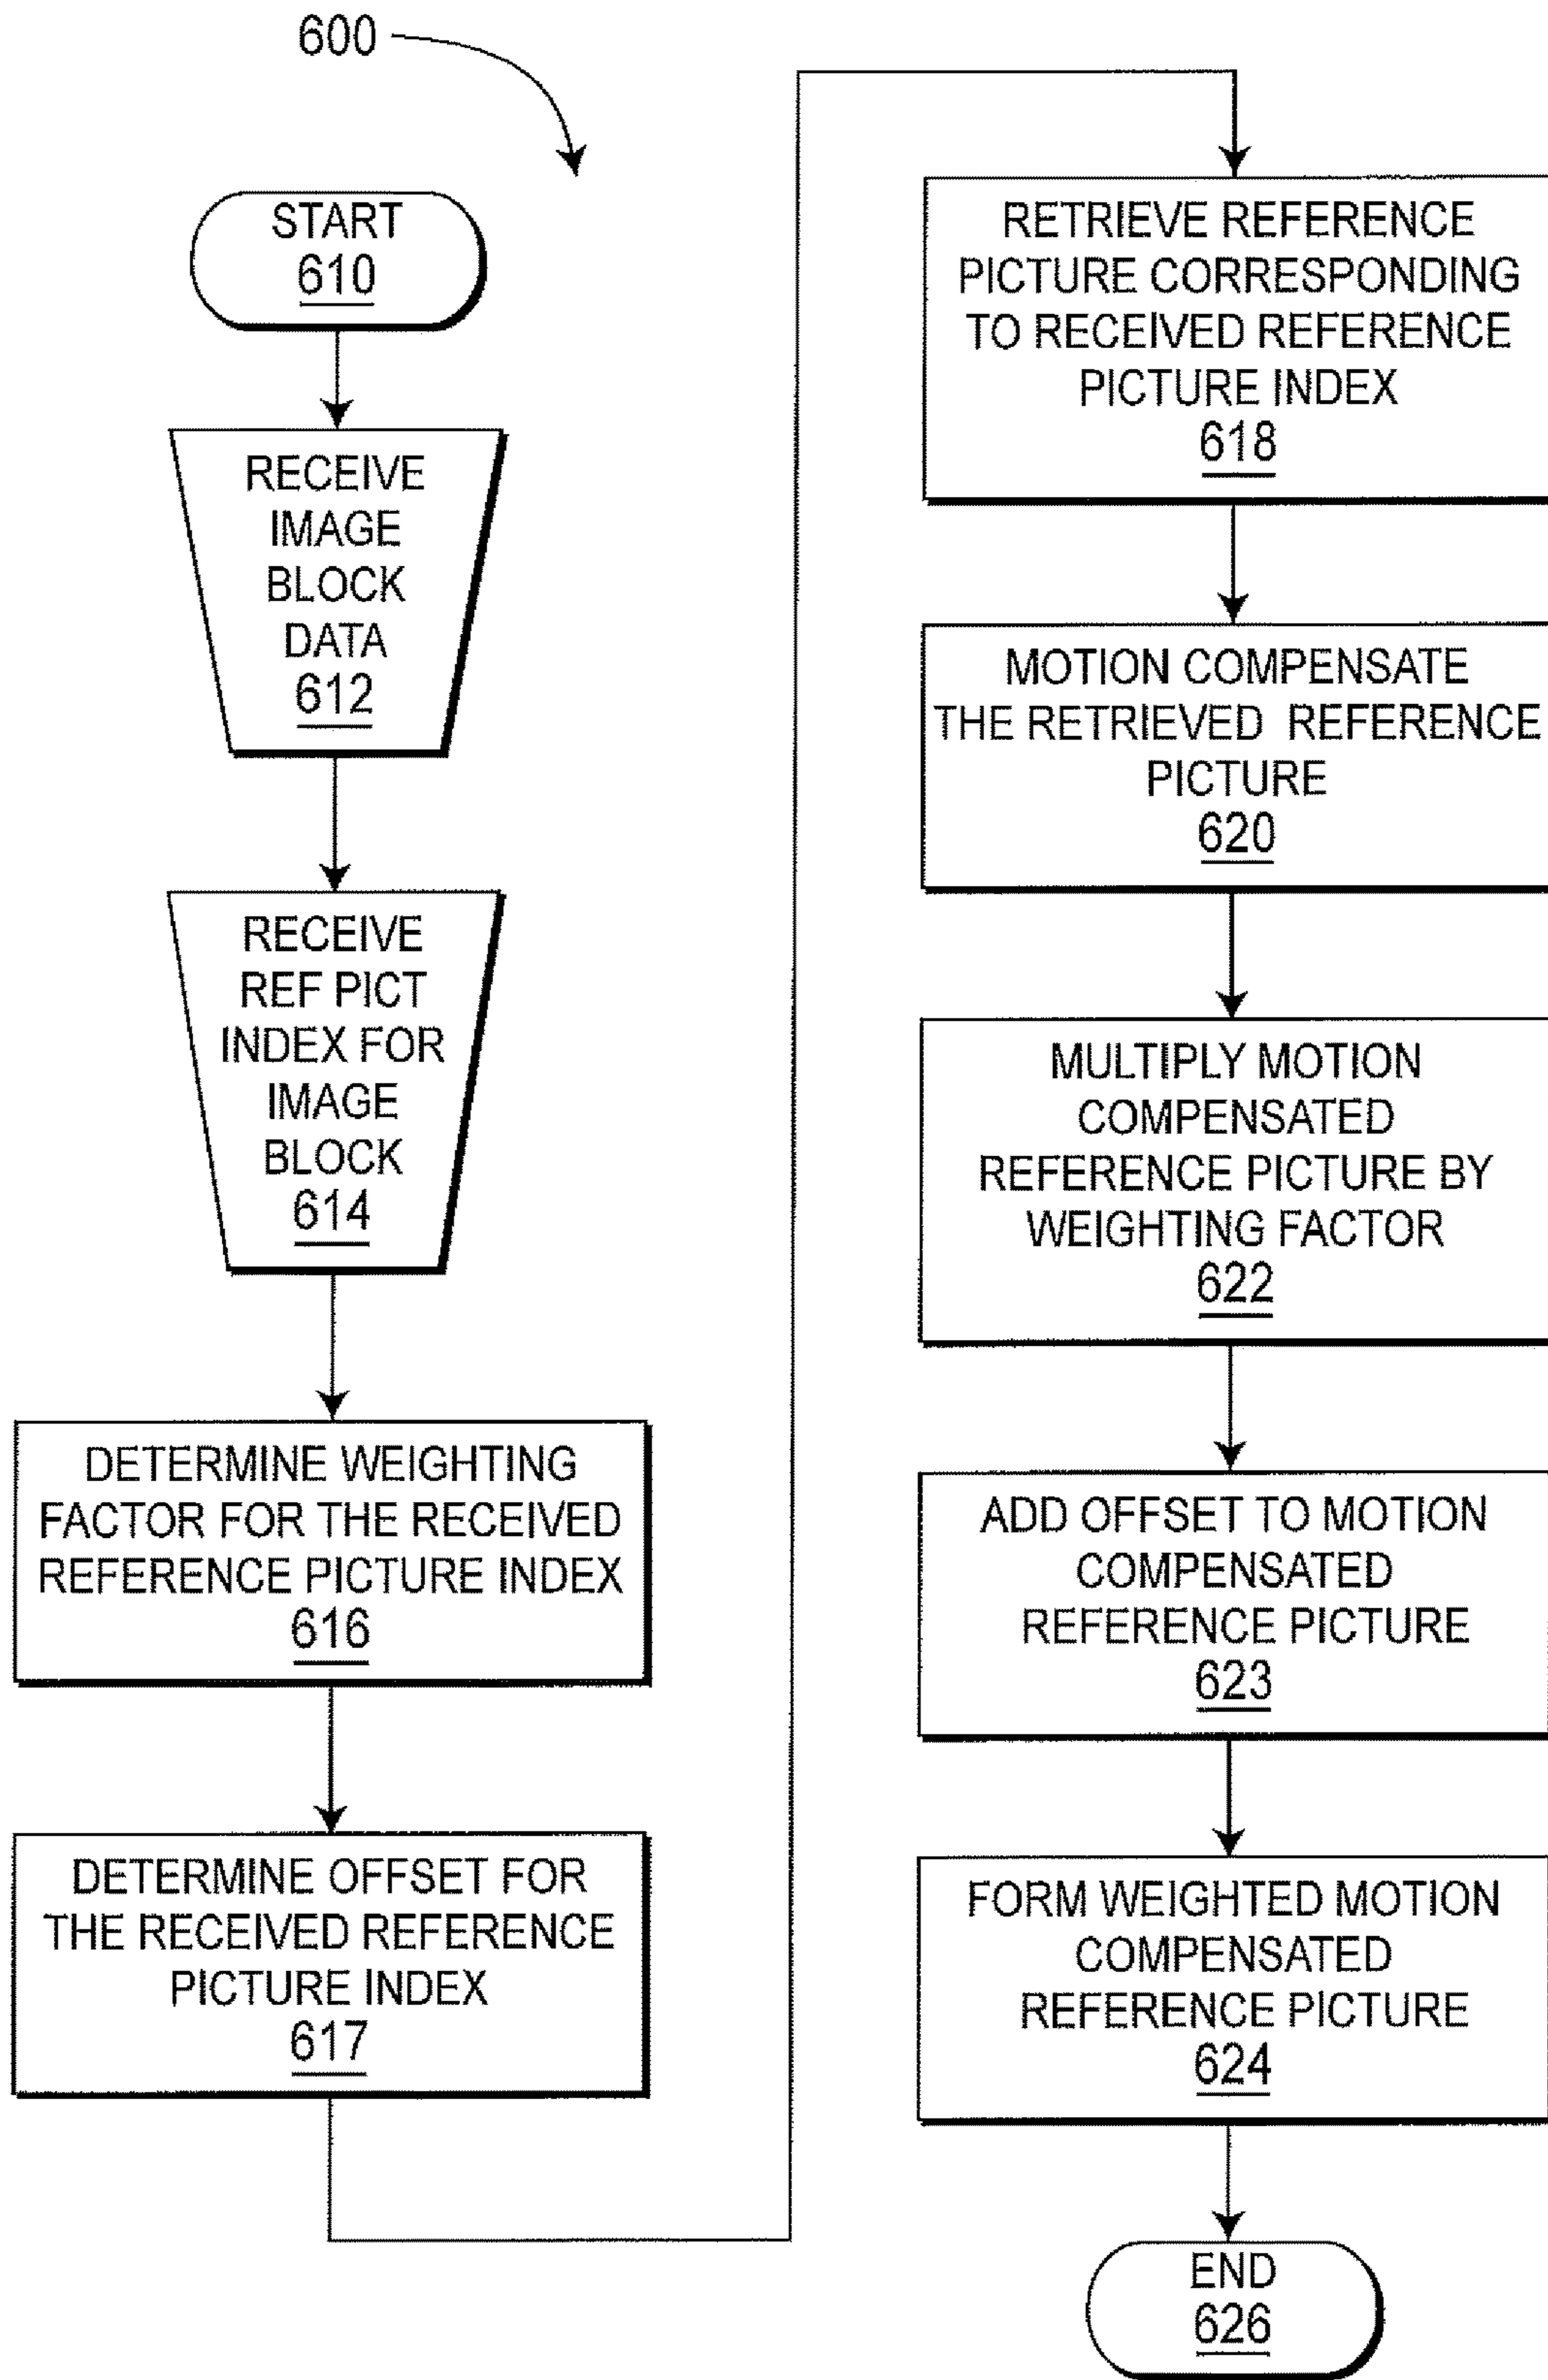 600
START
610
RECEIVE
IMAGE
BLOCK
DATA
612
RECEIVE
REF PICT
INDEX FOR
IMAGE
BLOCK
614
DETERMINE WEIGHTING
FACTOR FOR THE RECEIVED
REFERENCE PICTURE INDEX
616
DETERMINE OFFSET FOR
THE RECEIVED REFERENCE
PICTURE INDEX
617
RETRIEVE REFERENCE
PICTURE CORRESPONDING
TO RECEIVED REFERENCE
PICTURE INDEX
618
MOTION COMPENSATE
THE RETRIEVED REFERENCE
PICTURE
620
MULTIPLY MOTION
COMPENSATED
REFERENCE PICTURE BY
WEIGHTING FACTOR
622
ADD OFFSET TO MOTION
COMPENSATED
REFERENCE PICTURE
623
FORM WEIGHTED MOTION
COMPENSATED
REFERENCE PICTURE
624
END
626